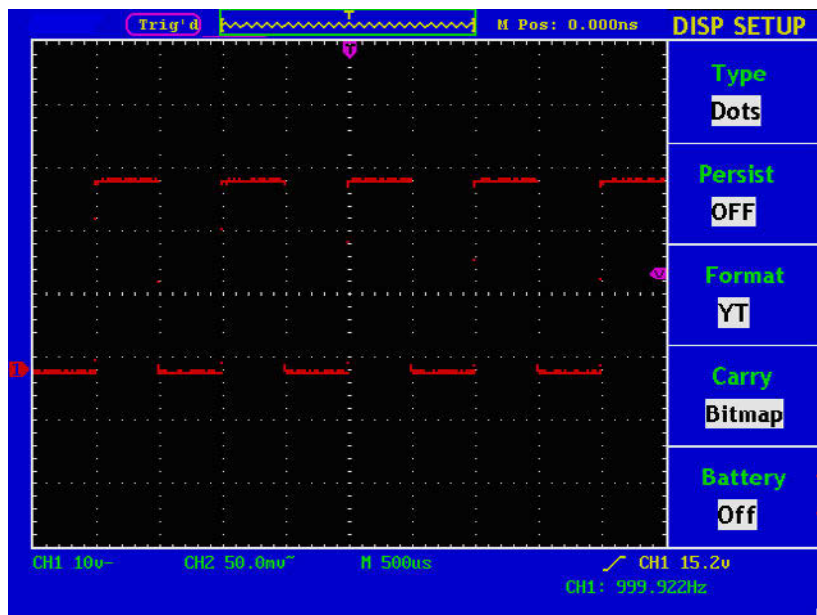 Trig'd
T
M Pos: 0.000ns
DISP SETUP
T
Type
Dots
Persist
OFF
Format
YT
1
Carry
Bitmap
Battery
Off
CH1 10v-
CH2 50.0mv~
M 500us
CH1 15.2v
CH1: 999.922Hz